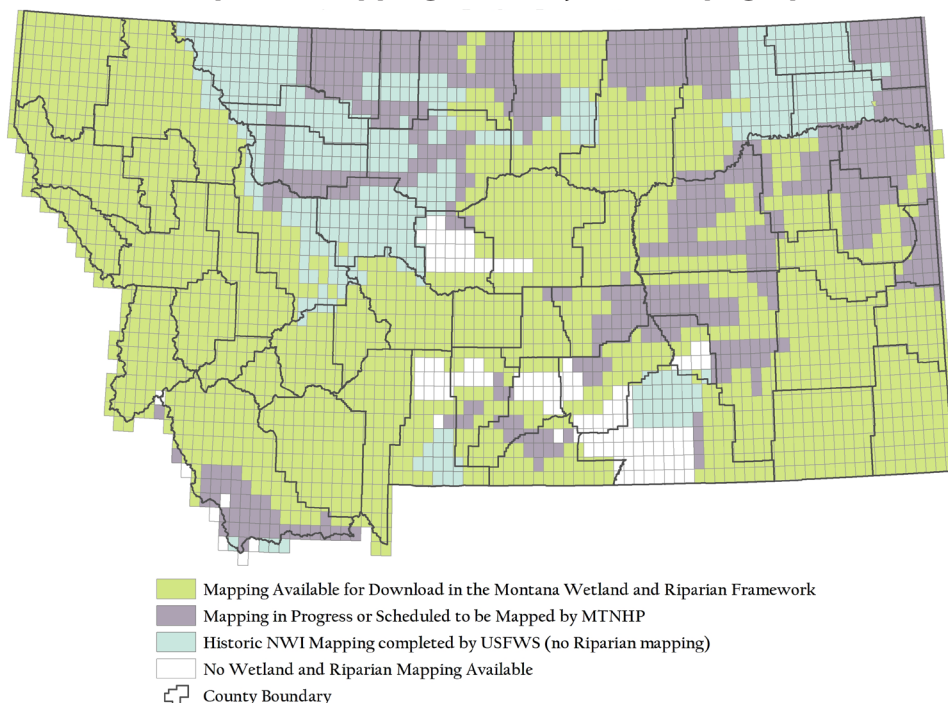 Mapping Available for Download in the Montana Wetland and Riparian Framework
Mapping in Progress or Scheduled to be Mapped by MTNHP
Historic NWI Mapping completed by USFWS (no Riparian mapping)
No Wetland and Riparian Mapping Available
County Boundary